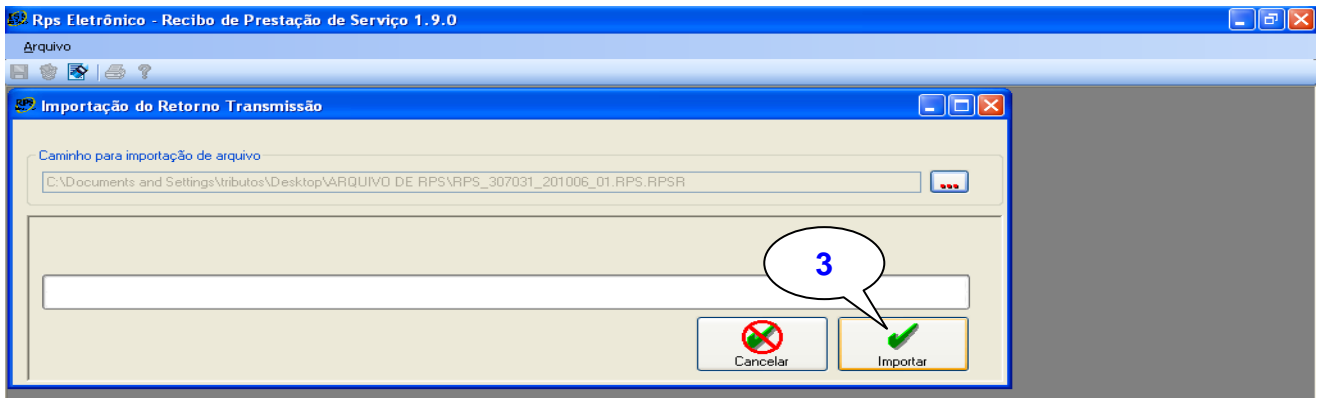 Rps Eletrônico - Recibo de Prestação de Serviço 1.9.0
Arquivo
RPS Importação do Retorno Transmissão
Caminho para importação de arquivo
C:\Documents and Settings\tributos\Desktop\ARQUIVO DE RPS\RPS_307031_201006_01.RPS.RPSR
...
3
Cancelar
Importar